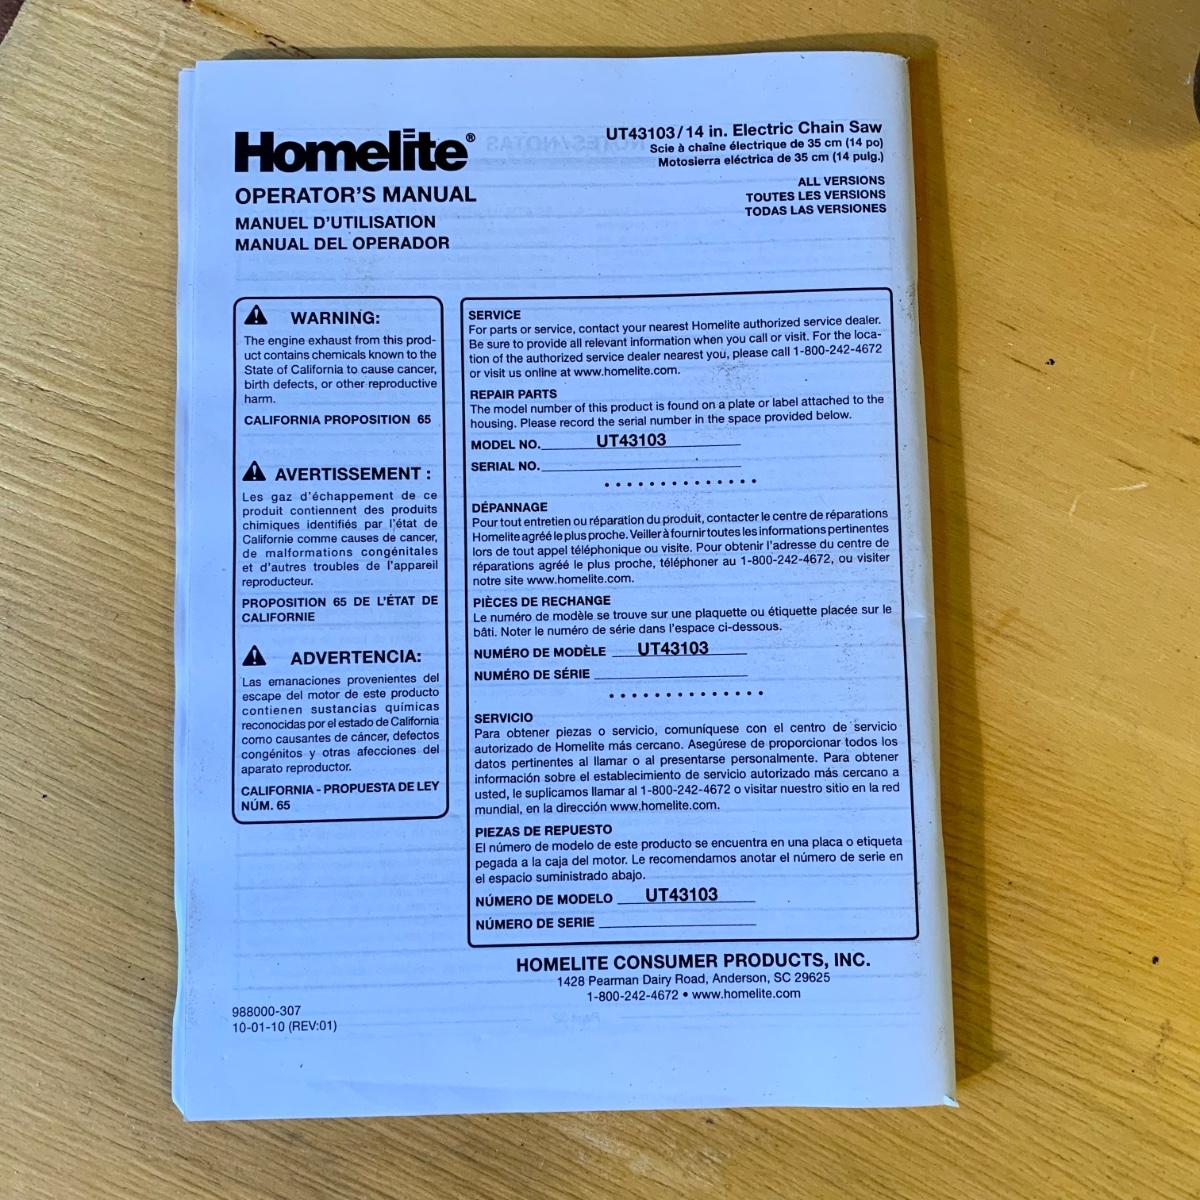 Homelite®
OPERATOR'S MANUAL
MANUEL D'UTILISATION
MANUAL DEL OPERADOR
UT43103/14 in. Electric Chain Saw
Scie à chaîne électrique de 35 cm (14 po)
Motosierra eléctrica de 35 cm (14 pulg.)
ALL VERSIONS
TOUTES LES VERSIONS
TODAS LAS VERSIONES
WARNING:
The engine exhaust from this prod-
uct contains chemicals known to the
State of California to cause cancer,
birth defects, or other reproductive
harm.
CALIFORNIA PROPOSITION 65
AVERTISSEMENT :
Les gaz d'échappement de ce
produit contiennent des produits
chimiques identifiés par l'état de
Californie comme causes de cancer,
de malformations congénitales
et d'autres troubles de l'appareil
reproducteur.
PROPOSITION 65 DE L'ÉTAT DE
CALIFORNIE
ADVERTENCIA:
Las emanaciones provenientes del
escape del motor de este producto
contienen sustancias químicas
reconocidas por el estado de California
como causantes de cáncer, defectos
congénitos y otras afecciones del
aparato reproductor.
CALIFORNIA - PROPUESTA DE LEY
NÚM. 65
SERVICE
For parts or service, contact your nearest Homelite authorized service dealer.
Be sure to provide all relevant information when you call or visit. For the loca-
tion of the authorized service dealer nearest you, please call 1-800-242-4672
or visit us online at www.homelite.com.
REPAIR PARTS
The model number of this product is found on a plate or label attached to the
housing. Please record the serial number in the space provided below.
MODEL NO. UT43103
SERIAL NO.
DÉPANNAGE
Pour tout entretien ou réparation du produit, contacter le centre de réparations
Homelite agréé le plus proche. Veiller à fournir toutes les informations pertinentes
lors de tout appel téléphonique ou visite. Pour obtenir l'adresse du centre de
réparations agréé le plus proche, téléphoner au 1-800-242-4672, ou visiter
notre site www.homelite.com.
PIÈCES DE RECHANGE
Le numéro de modèle se trouve sur une plaquette ou étiquette placée sur le
bâti. Noter le numéro de série dans l'espace ci-dessous.
NUMÉRO DE MODÈLE UT43103
NUMÉRO DE SÉRIE
SERVICIO
Para obtener piezas o servicio, comuníquese con el centro de servicio
autorizado de Homelite más cercano. Asegúrese de proporcionar todos los
datos pertinentes al llamar o al presentarse personalmente. Para obtener
información sobre el establecimiento de servicio autorizado más cercano a
usted, le suplicamos llamar al 1-800-242-4672 o visitar nuestro sitio en la red
mundial, en la dirección www.homelite.com.
PIEZAS DE REPUESTO
El número de modelo de este producto se encuentra en una placa o etiqueta
pegada a la caja del motor. Le recomendamos anotar el número de serie en
el espacio suministrado abajo.
NÚMERO DE MODELO UT43103
NÚMERO DE SERIE
HOMELITE CONSUMER PRODUCTS, INC.
1428 Pearman Dairy Road, Anderson, SC 29625
1-800-242-4672 • www.homelite.com
988000-307
10-01-10 (REV:01)